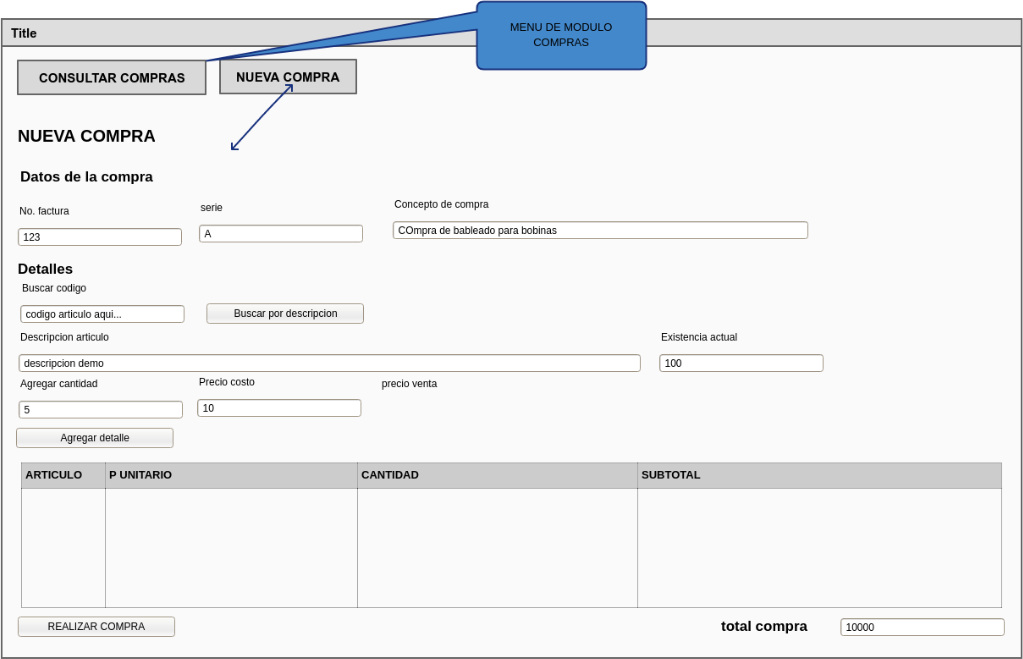 MENU DE MODULO
COMPRAS
Title
CONSULTAR COMPRAS
NUEVA COMPRA
NUEVA COMPRA
Datos de la compra
No. factura
serie
Concepto de compra
123
A
COmpra de bableado para bobinas
Detalles
Buscar codigo
codigo articulo aqui...
Buscar por descripcion
Descripcion articulo
Existencia actual
descripcion demo
100
Agregar cantidad
Precio costo
precio venta
5
10
Agregar detalle
ARTICULO P UNITARIO CANTIDAD SUBTOTAL
REALIZAR COMPRA
total compra
10000